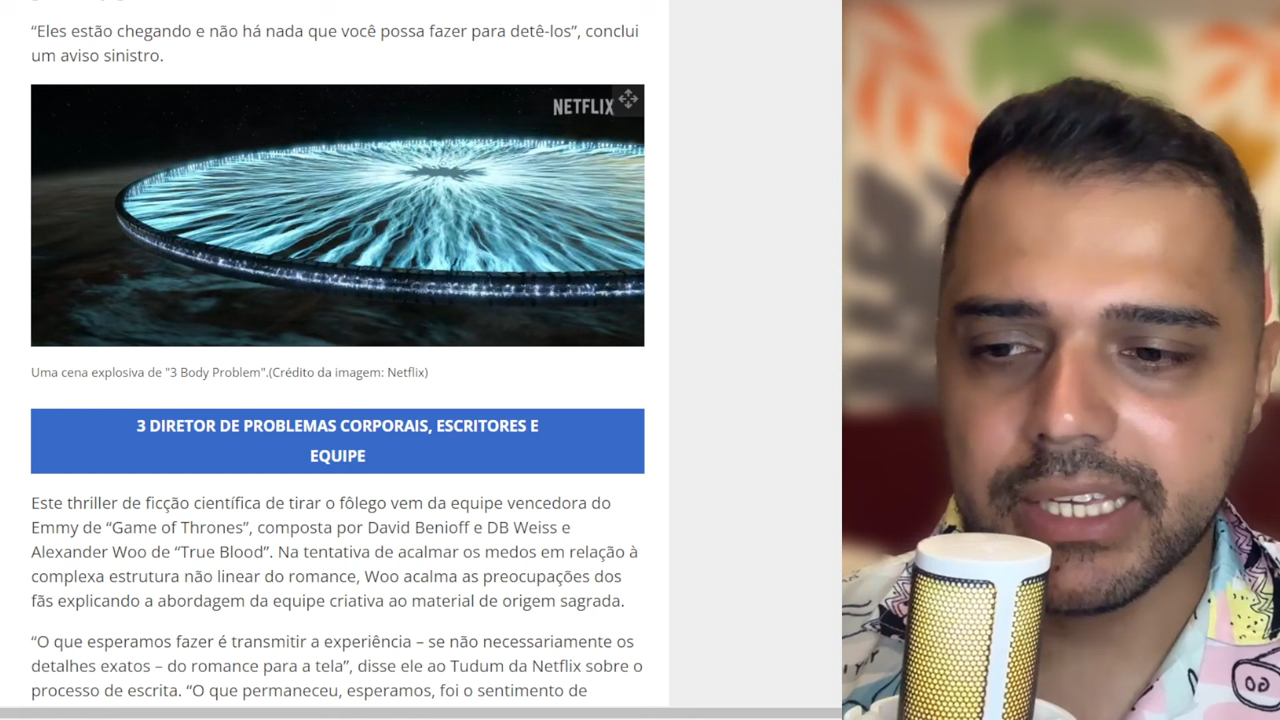 “Eles estão chegando e não há nada que você possa fazer para detê-los”, conclui
um aviso sinistro.
NETFLIX
Uma cena explosiva de "3 Body Problem".(Crédito da imagem: Netflix)
3 DIRETOR DE PROBLEMAS CORPORAIS, ESCRITORES E
EQUIPE
Este thriller de ficção científica de tirar o fôlego vem da equipe vencedora do
Emmy de “Game of Thrones”, composta por David Benioff e DB Weiss e
Alexander Woo de “True Blood”. Na tentativa de acalmar os medos em relação à
complexa estrutura não linear do romance, Woo acalma as preocupações dos
fãs explicando a abordagem da equipe criativa ao material de origem sagrada.
“O que esperamos fazer é transmitir a experiência – se não necessariamente os
detalhes exatos – do romance para a tela”, disse ele ao Tudum da Netflix sobre o
processo de escrita. “O que permaneceu, esperamos, foi o sentimento de